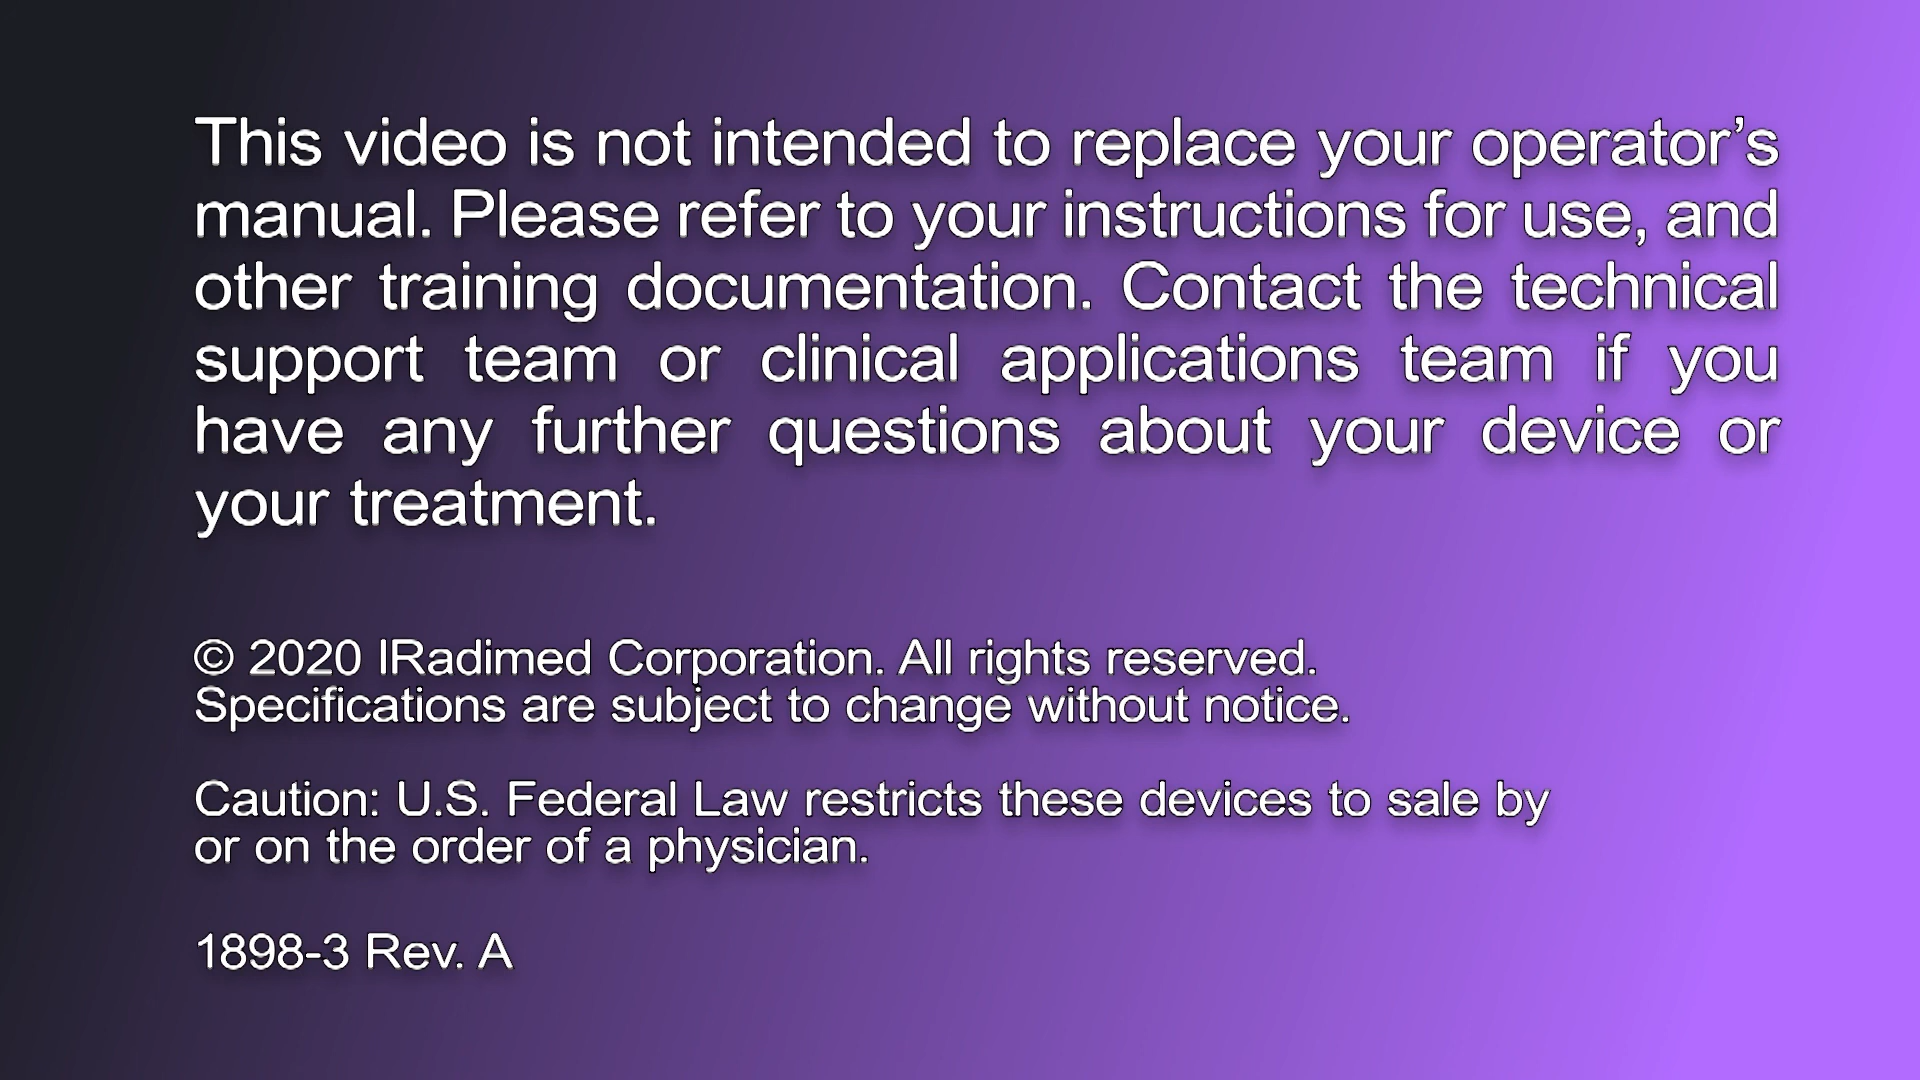 This video is not intended to replace your operator’s
manual. Please refer to your instructions for use, and
other training documentation. Contact the technical
support team or clinical applications team if you
have any further questions about your device or
your treatment.
© 2020 IRadimed Corporation. All rights reserved.
Specifications are subject to change without notice.
Caution: U.S. Federal Law restricts these devices to sale by
or on the order of a physician.
1898-3 Rev. A